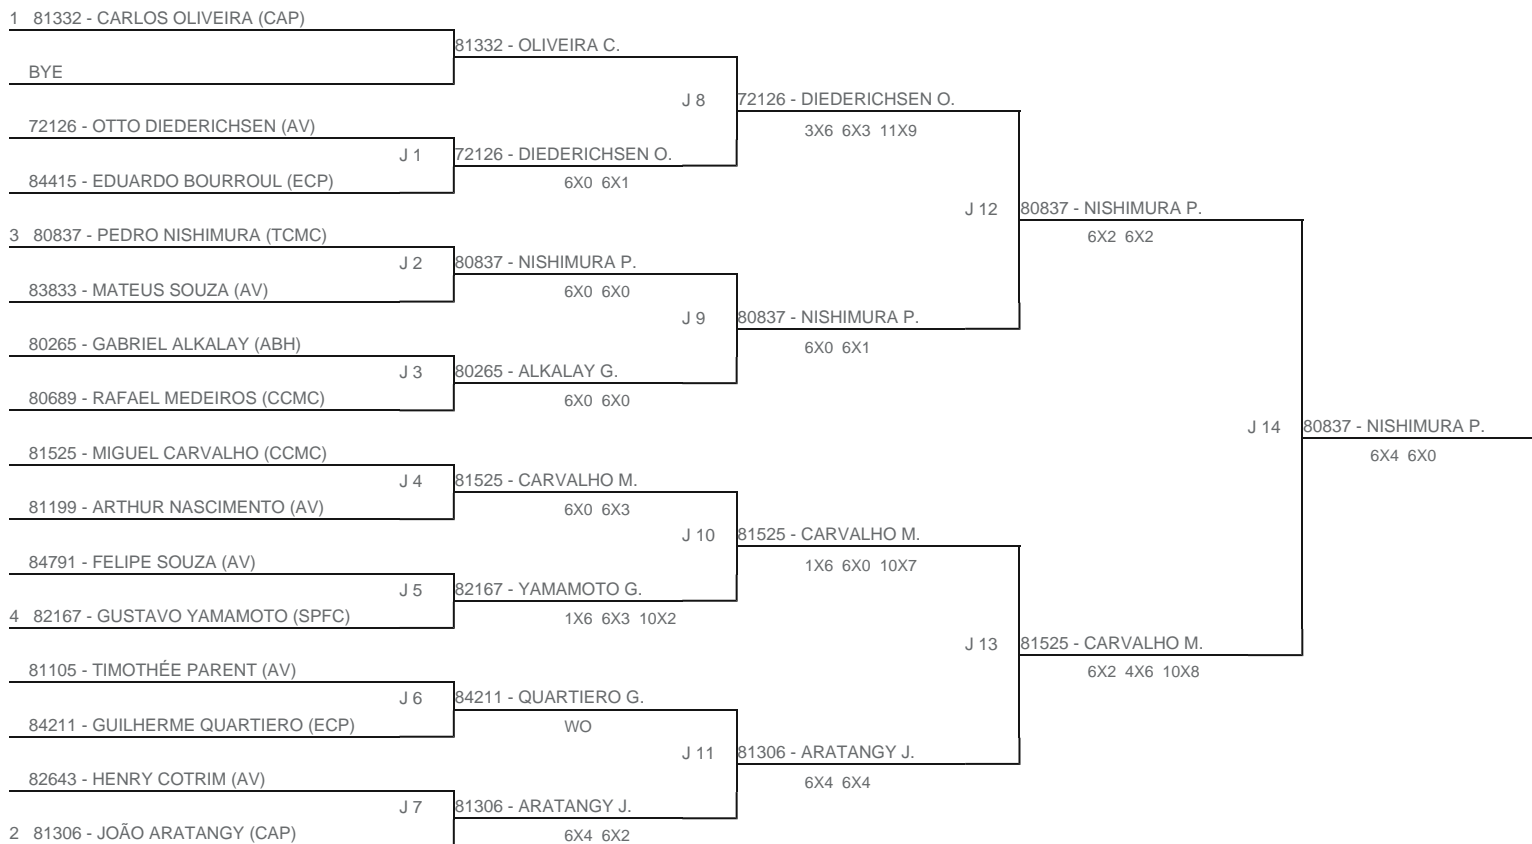 1 81332 - CARLOS OLIVEIRA (CAP)
81332 - OLIVEIRA C.
BYE
J 8
72126 - DIEDERICHSEN O.
72126 - OTTO DIEDERICHSEN (AV)
3X6 6X3 11X9
J 1
72126 - DIEDERICHSEN O.
84415 - EDUARDO BOURROUL (ECP)
6X0 6X1
J 12
80837 - NISHIMURA P.
3 80837 - PEDRO NISHIMURA (TCMC)
6X2 6X2
J 2
80837 - NISHIMURA P.
83833 - MATEUS SOUZA (AV)
6X0 6X0
J 9
80837 - NISHIMURA P.
80265 - GABRIEL ALKALAY (ABH)
6X0 6X1
J 3
80265 - ALKALAY G.
80689 - RAFAEL MEDEIROS (CCMC)
6X0 6X0
J 14
80837 - NISHIMURA P.
81525 - MIGUEL CARVALHO (CCMC)
6X4 6X0
J 4
81525 - CARVALHO M.
81199 - ARTHUR NASCIMENTO (AV)
6X0 6X3
J 10
81525 - CARVALHO M.
84791 - FELIPE SOUZA (AV)
1X6 6X0 10X7
J 5
82167 - YAMAMOTO G.
4 82167 - GUSTAVO YAMAMOTO (SPFC)
1X6 6X3 10X2
J 13
81525 - CARVALHO M.
81105 - TIMOTHÉE PARENT (AV)
6X2 4X6 10X8
J 6
84211 - QUARTIERO G.
84211 - GUILHERME QUARTIERO (ECP)
WO
J 11
81306 - ARATANGY J.
82643 - HENRY COTRIM (AV)
6X4 6X4
J 7
81306 - ARATANGY J.
2 81306 - JOÃO ARATANGY (CAP)
6X4 6X2